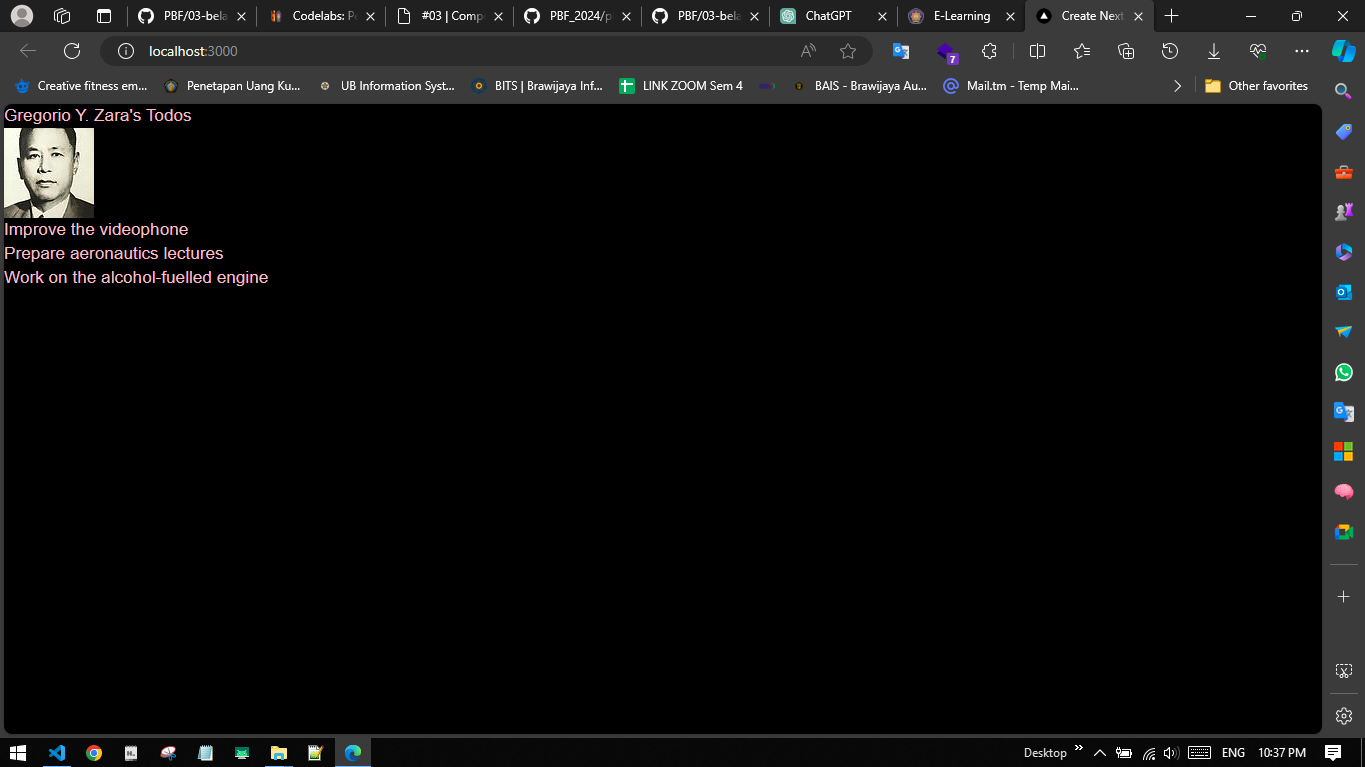 PBF/03-bela
Codelabs: Po
#03 | Compo
PBF_2024/p
PBF/03-bela
ChatGPT
E-Learning
Create Next
localhost:3000
7
Creative fitness em...
Penetapan Uang Ku...
UB Information Syst...
BITS | Brawijaya Inf...
LINK ZOOM Sem 4
BAIS - Brawijaya Au...
Mail.tm - Temp Mai...
Other favorites
Gregorio Y. Zara's Todos
Improve the videophone
Prepare aeronautics lectures
Work on the alcohol-fuelled engine
Desktop
ENG
10:37 PM